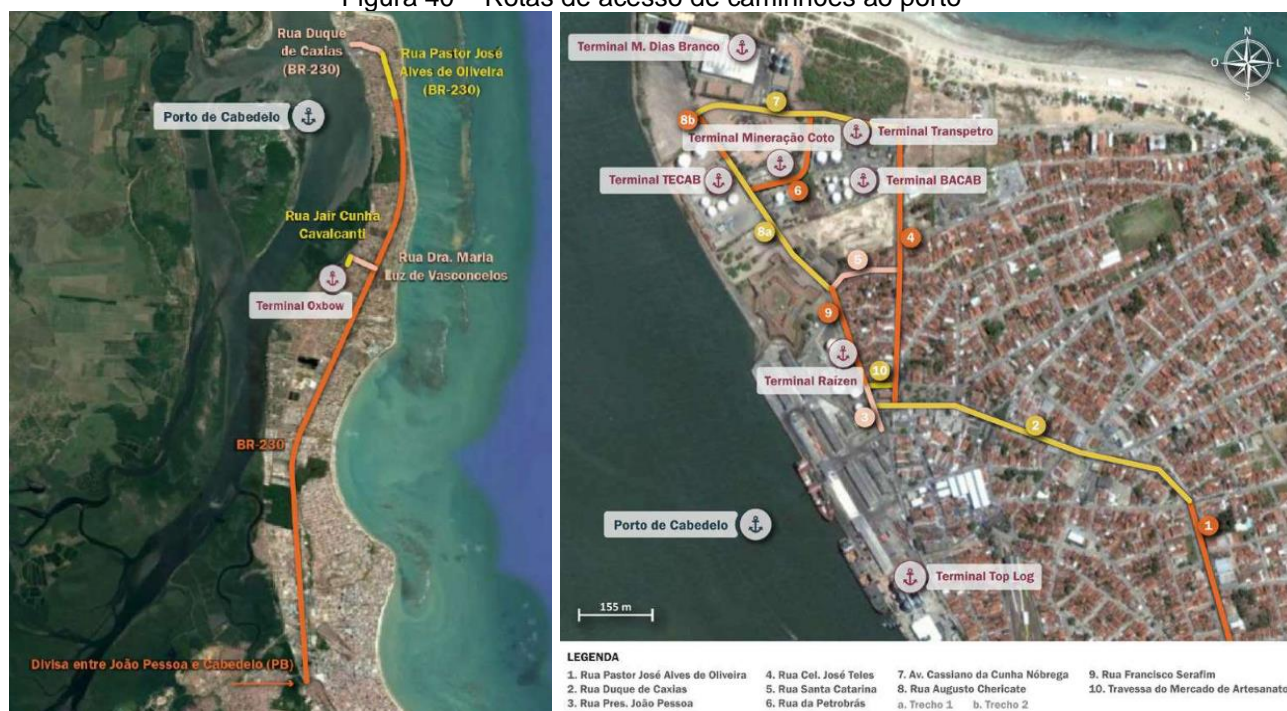 Figura 40 – Rotas de acesso de caminhões ao porto
Rua Duque
de Caxias
(BR-230)
Rua Pastor José
Alves de Oliveira
(BR-230)
Porto de Cabedelo
Rua Jair Cunha
Cavalcanti
Rua Dra. Maria
Luz de Vasconcelos
Terminal Oxbow
BR-230
Divisa entre João Pessoa e Cabedelo (PB)
Terminal M. Dias Branco
N
O
L
S
7
8b
Terminal Mineração Coto
Terminal Transpetro
Terminal TECAB
6
Terminal BACAB
8a
4
5
9
Terminal Raízen
10
3
2
Porto de Cabedelo
1
Terminal Top Log
155 m
LEGENDA
1. Rua Pastor José Alves de Oliveira
2. Rua Duque de Caxias
3. Rua Pres. João Pessoa
4. Rua Cel. José Teles
5. Rua Santa Catarina
6. Rua da Petrobrás
7. Av. Cassiano da Cunha Nóbrega
8. Rua Augusto Chericate
a. Trecho 1 b. Trecho 2
9. Rua Francisco Serafim
10. Travessa do Mercado de Artesanato